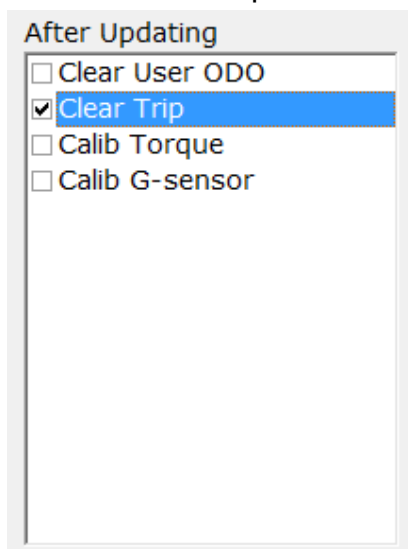 After Updating
Clear User ODO
Clear Trip
Calib Torque
Calib G-sensor